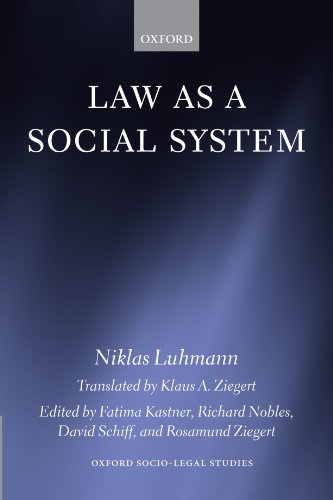 OXFORD
LAW AS A
SOCIAL SYSTEM
Niklas Luhmann
Translated by Klaus A. Ziegert
Edited by Fatima Kastner, Richard Nobles,
David Schiff, and Rosamund Ziegert
OXFORD SOCIO-LEGAL STUDIES